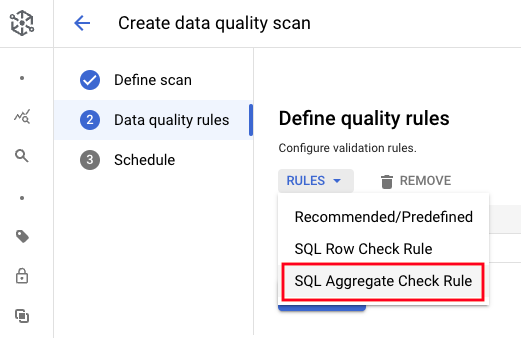 Create data quality scan
Define scan
2 Data quality rules
3 Schedule
Define quality rules
Configure validation rules.
RULES REMOVE
Recommended/Predefined
SQL Row Check Rule
SQL Aggregate Check Rule